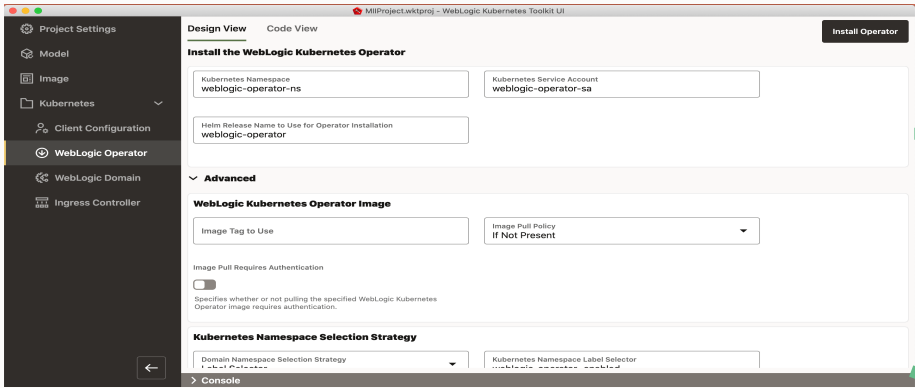 MIIProject.wktproj - WebLogic Kubernetes Toolkit UI
Project Settings
Model
Image
Kubernetes
Client Configuration
WebLogic Operator
WebLogic Domain
Ingress Controller
Design View
Code View
Install Operator
Install the WebLogic Kubernetes Operator
Kubernetes Namespace
weblogic-operator-ns
Kubernetes Service Account
weblogic-operator-sa
Helm Release Name to Use for Operator Installation
weblogic-operator
Advanced
WebLogic Kubernetes Operator Image
Image Tag to Use
Image Pull Policy
If Not Present
Image Pull Requires Authentication
Specifies whether or not pulling the specified WebLogic Kubernetes
Operator image requires authentication.
Kubernetes Namespace Selection Strategy
Domain Namespace Selection Strategy
Label Selector
Kubernetes Namespace Label Selector
Console